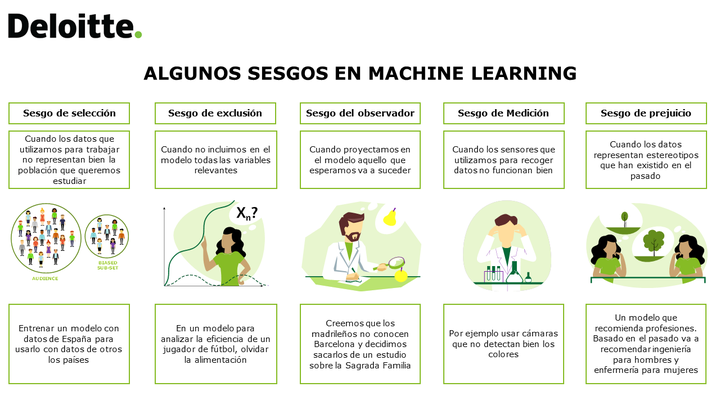 Deloitte.
ALGUNOS SESGOS EN MACHINE LEARNING
Sesgo de selección
Cuando los datos que
utilizamos para trabajar
no representan bien la
población que queremos
estudiar
AUDIENCE
BIASED
SUBSET
Entrenar un modelo con
datos de España para
usarlo con datos de otros
los países
Sesgo de exclusión
Cuando no incluimos en el
modelo todas las variables
relevantes
Xn?
En un modelo para
analizar la eficiencia de un
jugador de fútbol, olvidar
la alimentación
Sesgo del observador
Cuando proyectamos en
el modelo aquello que
esperamos va a suceder
Creemos que los
madrileños no conocen
Barcelona y decidimos
sacarlos de un estudio
sobre la Sagrada Familia
Sesgo de Medición
Cuando los sensores que
utilizamos para recoger
datos no funcionan bien
Por ejemplo usar cámaras
que no detectan bien los
colores
Sesgo de prejuicio
Cuando los datos
representan estereotipos
que han existido en el
pasado
Un modelo que
recomienda profesiones.
Basado en el pasado va a
recomendar ingeniería
para hombres y
enfermería para mujeres